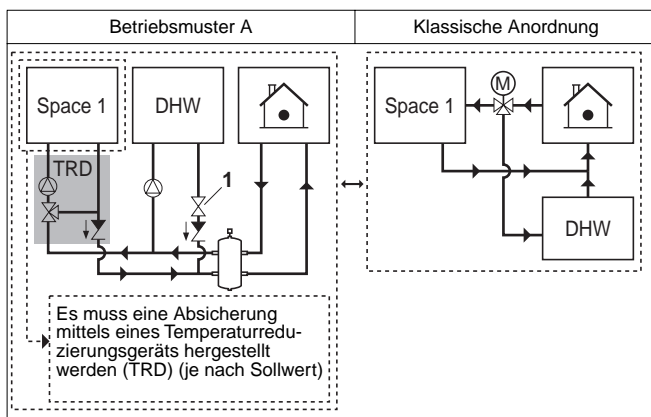 Betriebsmuster A
Klassische Anordnung
Space 1
DHW
TRD
1
Es muss eine Absicherung
mittels eines Temperaturredu-
zierungsgeräts hergestellt
werden (TRD) (je nach Sollwert)
M
Space 1
DHW